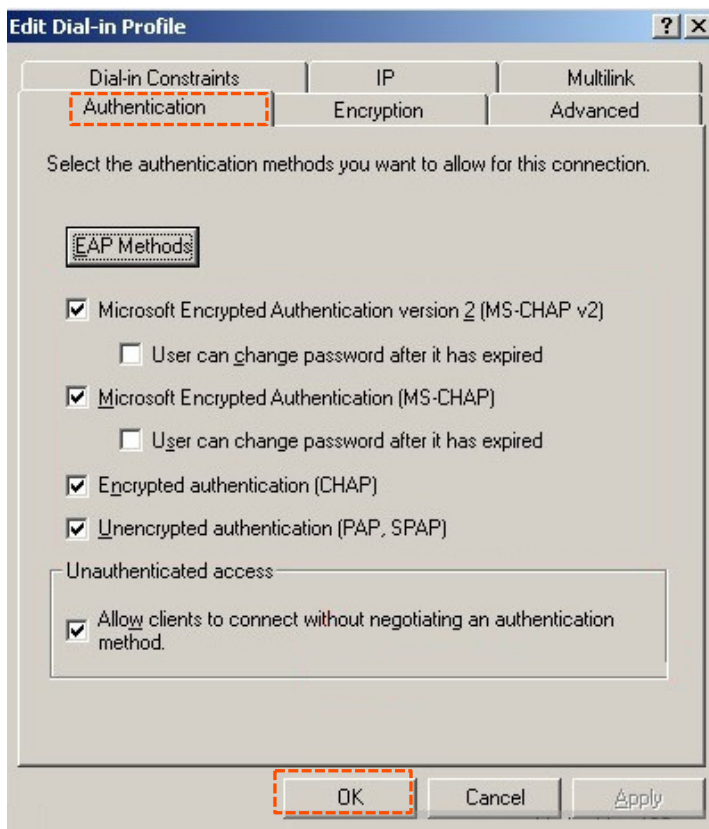 Edit Dial-in Profile
? X
Dial-in Constraints IP Multilink
Authentication Encryption Advanced
Select the authentication methods you want to allow for this connection.
EAP Methods
Microsoft Encrypted Authentication version 2 (MS-CHAP v2)
User can change password after it has expired
Microsoft Encrypted Authentication (MS-CHAP)
User can change password after it has expired
Encrypted authentication (CHAP)
Unencrypted authentication (PAP, SPAP)
Unauthenticated access
Allow clients to connect without negotiating an authentication
method.
OK Cancel Apply